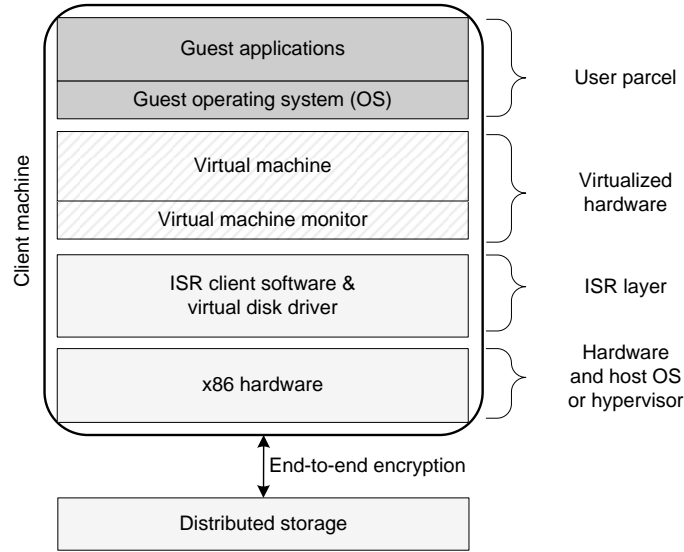 Client machine
Guest applications
Guest operating system (OS)
User parcel
Virtual machine
Virtual machine monitor
Virtualized
hardware
ISR client software &
virtual disk driver
ISR layer
x86 hardware
Hardware
and host OS
or hypervisor
End-to-end encryption
Distributed storage